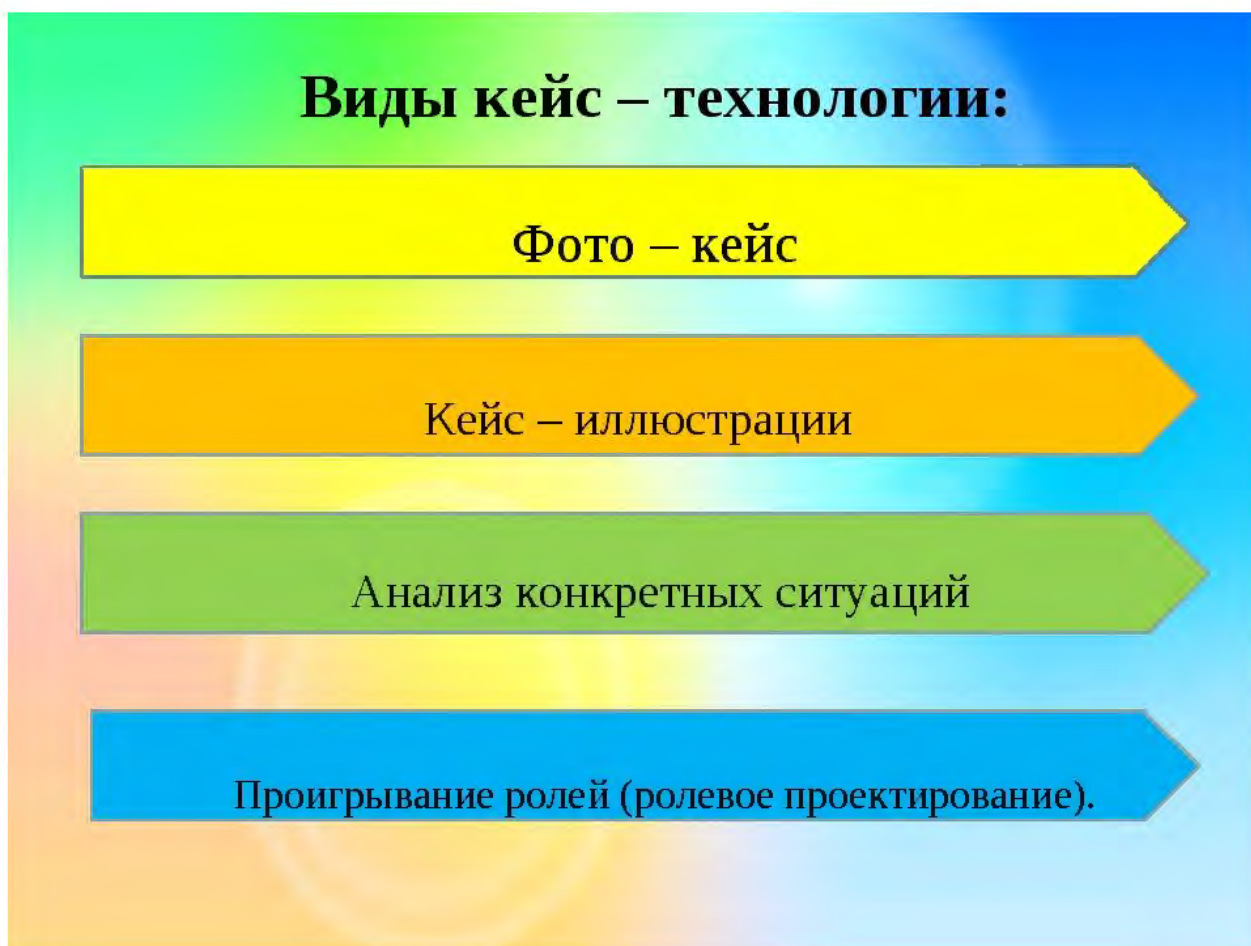 Виды кейс – технологии:
Фото – кейс
Кейс – иллюстрации
Анализ конкретных ситуаций
Проигрывание ролей (ролевое проектирование).